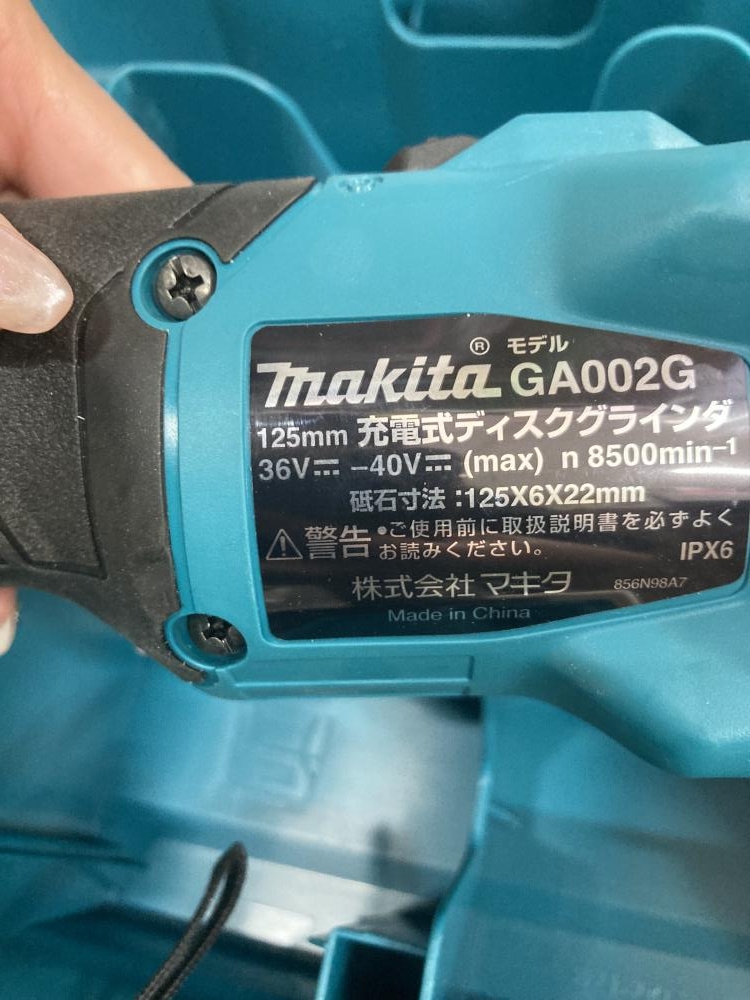 ® モデル
makita GA002G
125mm 充電式ディスクグラインダ
36V⎓ –40V⎓ (max) n 8500min⁻¹
砥石寸法:125X6X22mm
⚠警告 •ご使用前に取扱説明書を必ずよく
お読みください。
IPX6
株式会社 マキタ 856N98A7
Made in China